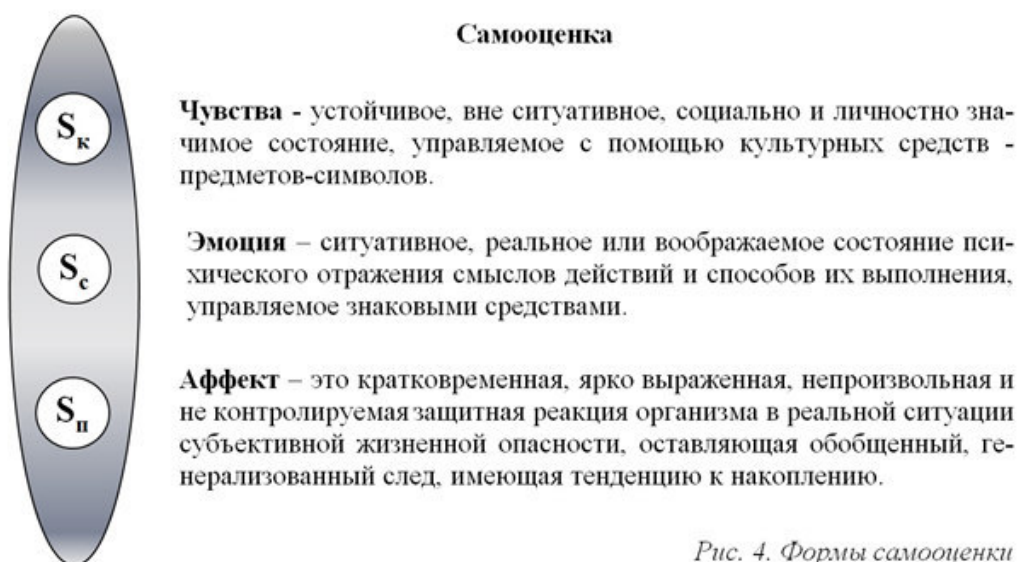 Самооценка
Sк
Чувства - устойчивое, вне ситуативное, социально и личностно зна-
чимое состояние, управляемое с помощью культурных средств -
предметов-символов.
Sс
Эмоция – ситуативное, реальное или воображаемое состояние пси-
хического отражения смыслов действий и способов их выполнения,
управляемое знаковыми средствами.
Sп
Аффект – это кратковременная, ярко выраженная, непроизвольная и
не контролируемая защитная реакция организма в реальной ситуации
субъективной жизненной опасности, оставляющая обобщенный, ге-
нерализованный след, имеющая тенденцию к накоплению.
Рис. 4. Формы самооценки